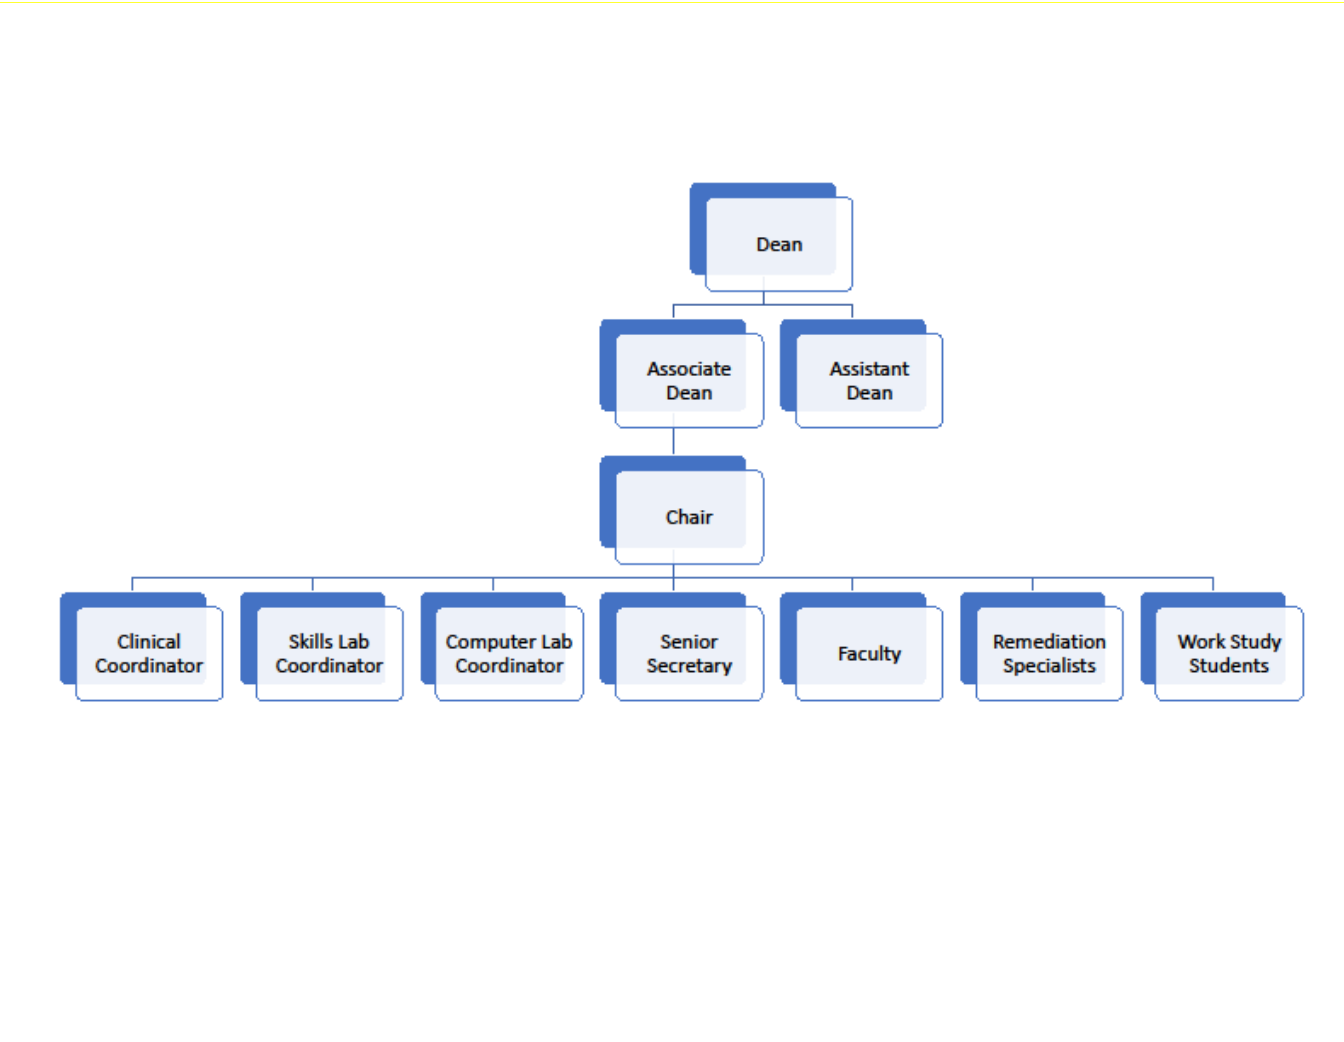 Dean
Associate
Dean
Assistant
Dean
Chair
Clinical
Coordinator
Skills Lab
Coordinator
Computer Lab
Coordinator
Senior
Secretary
Faculty
Remediation
Specialists
Work Study
Students